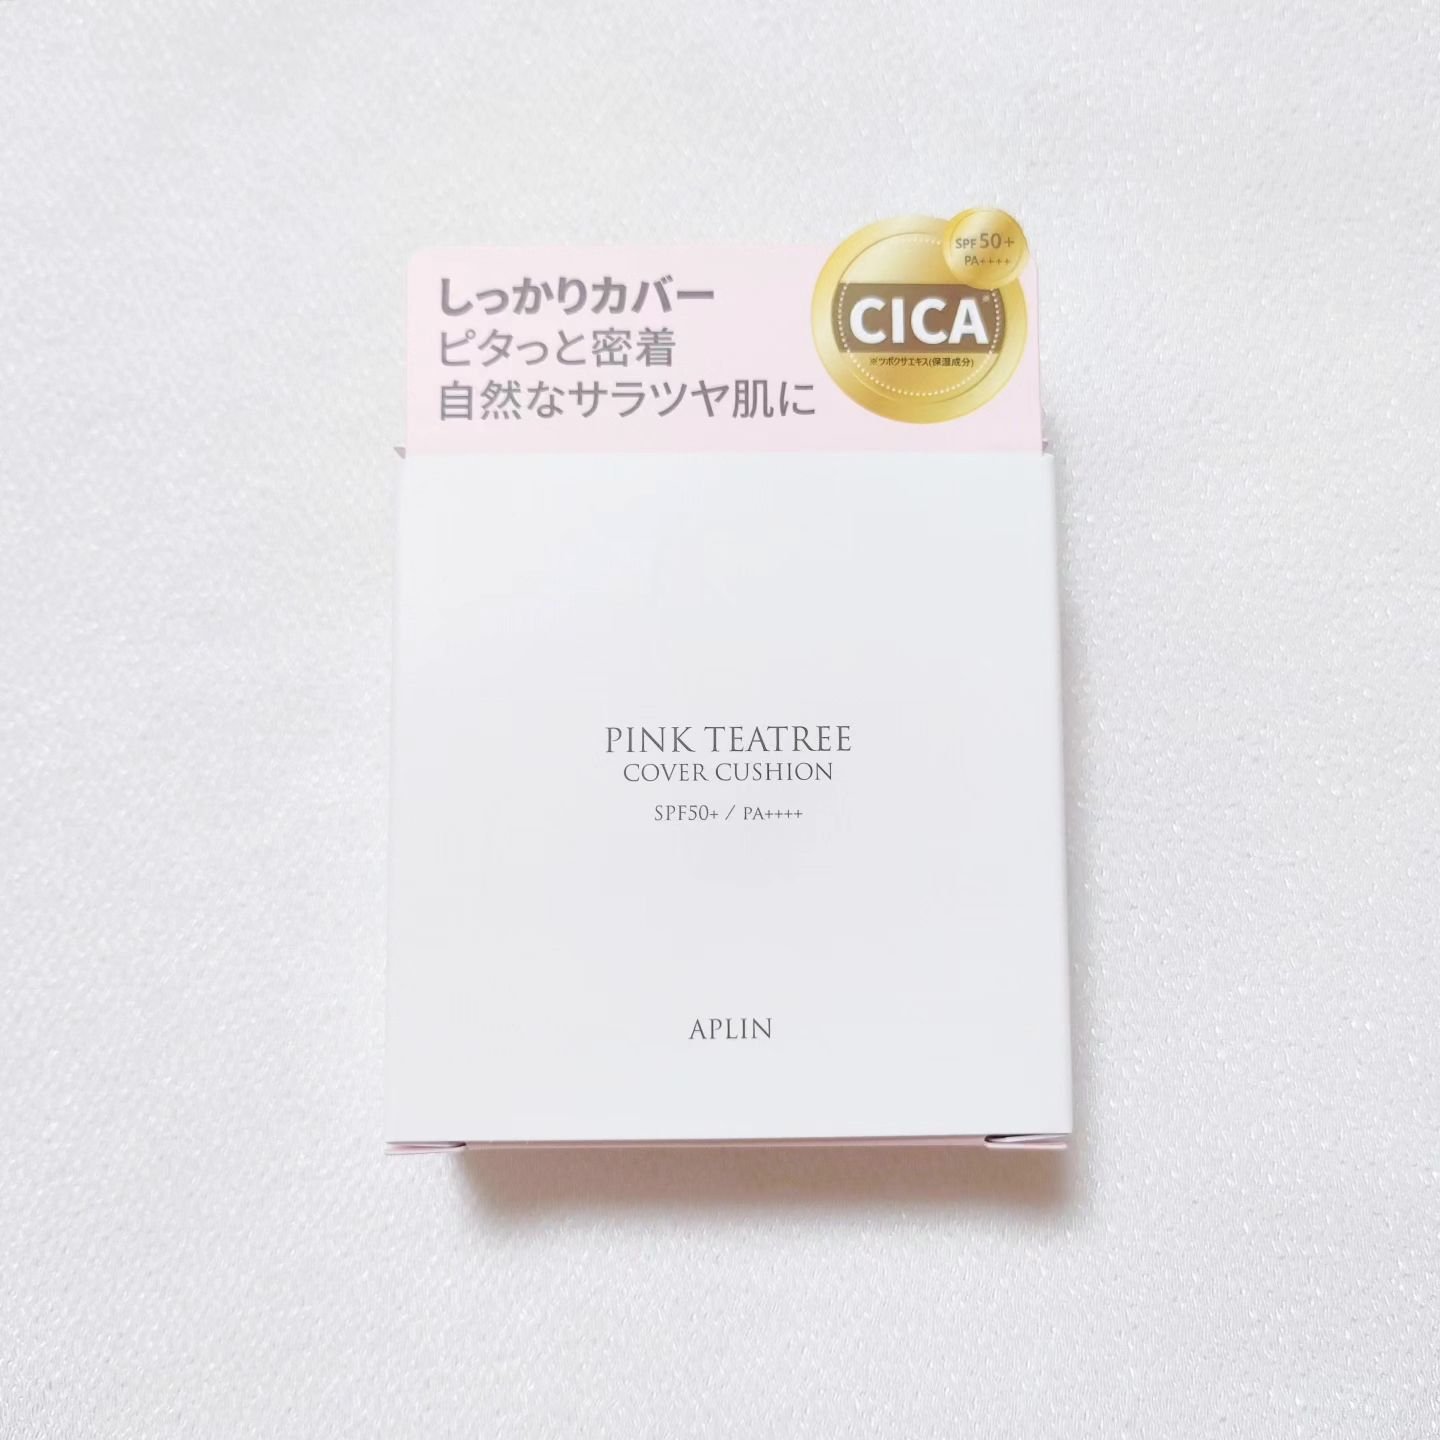 しっかりカバー
ピタっと密着
自然なサラツヤ肌に
SPF 50+
PA++++
CICA※
※ツボクサエキス(保湿成分)
PINK TEATREE
COVER CUSHION
SPF50+ / PA++++
APLIN